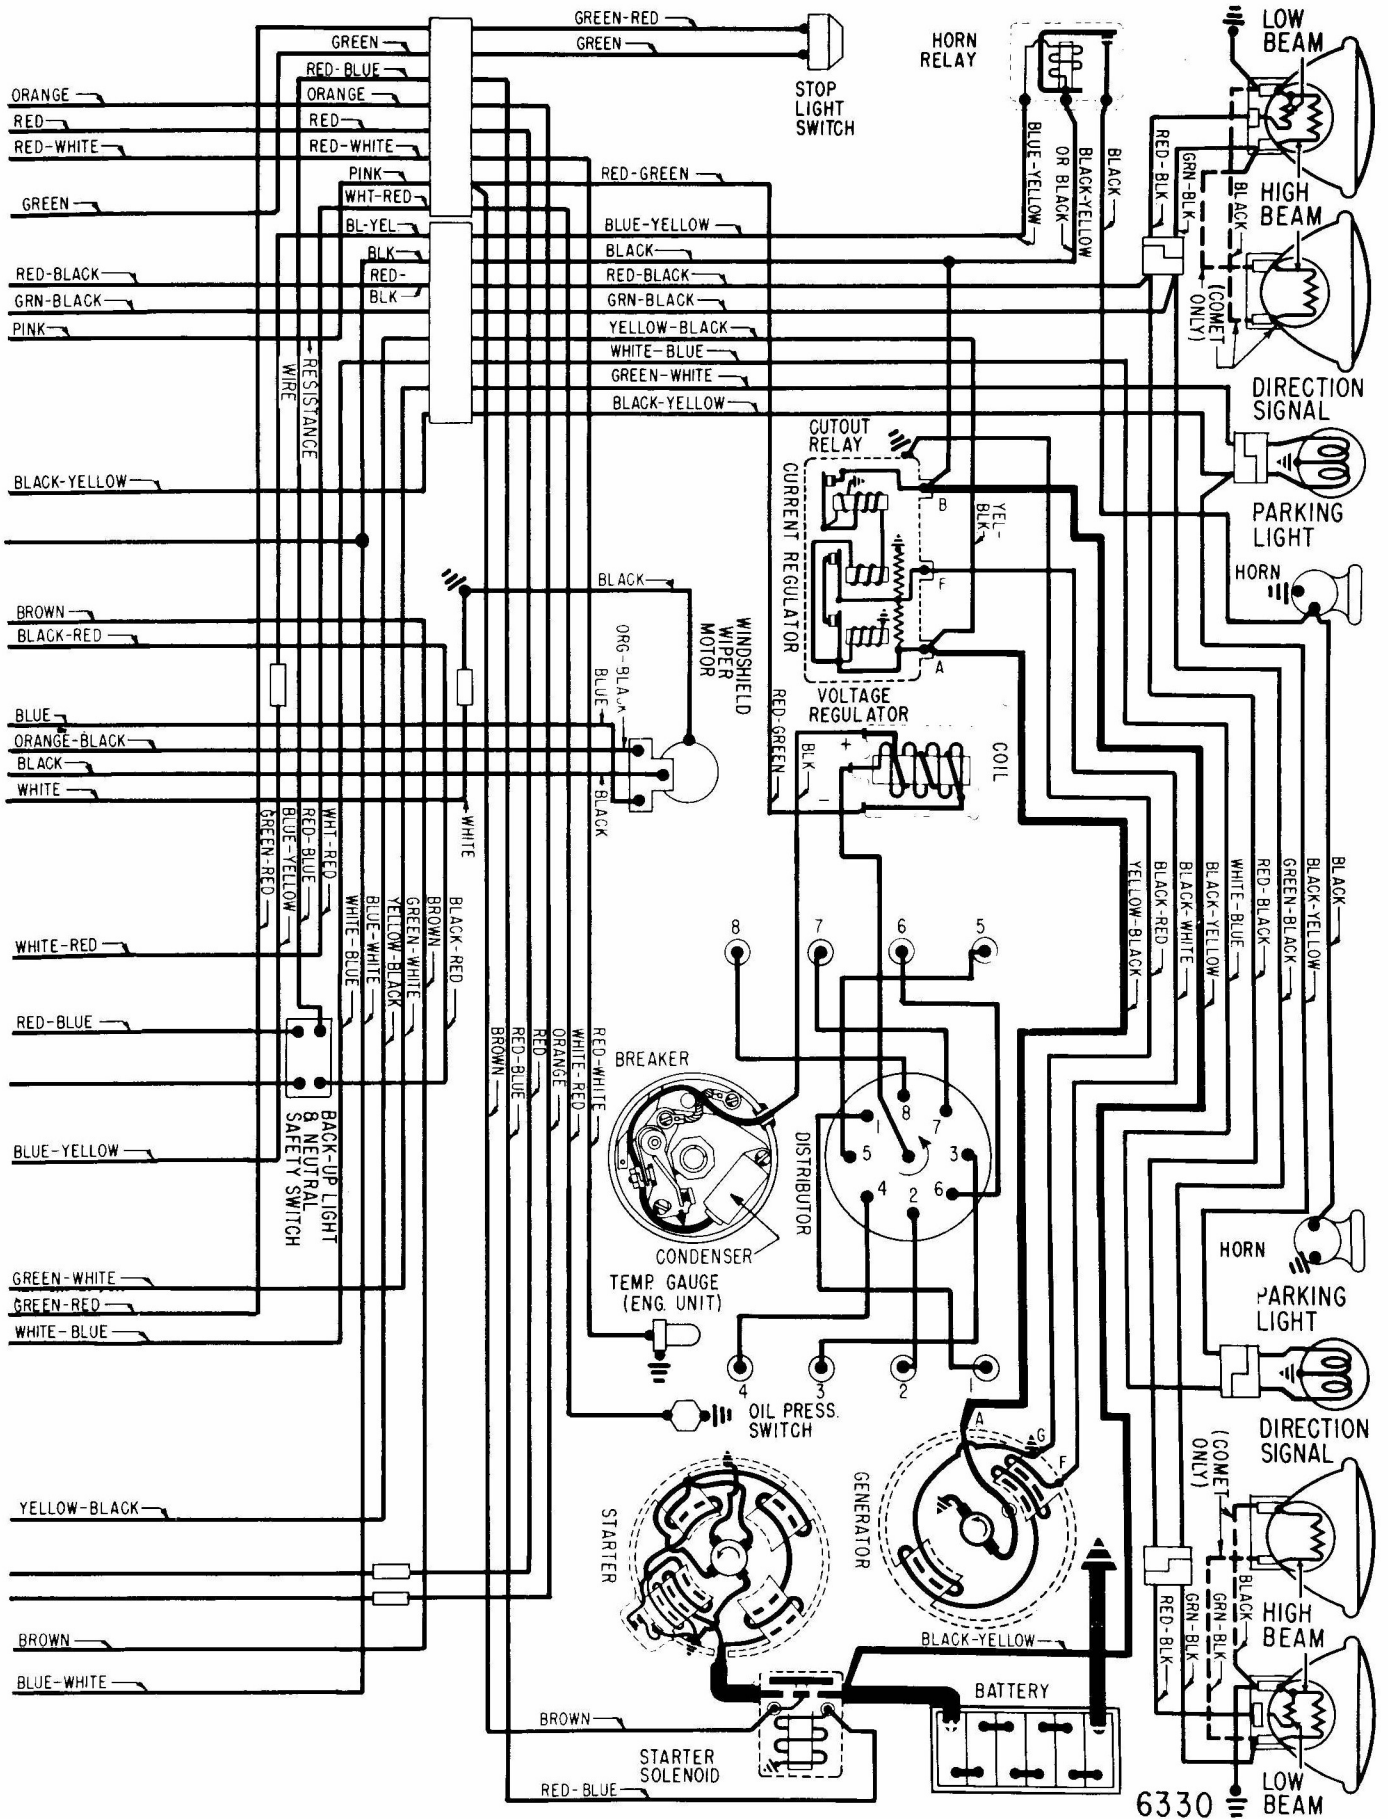 GREEN-RED
GREEN
GREEN
STOP
LIGHT
SWITCH
HORN
RELAY
LOW
BEAM
RED-BLUE
ORANGE
ORANGE
RED
RED
RED-WHITE
RED-WHITE
PINK
RED-GREEN
WHT-RED
GREEN
BL-YEL
BLUE-YELLOW
BLK
BLACK
RED-BLACK
RED-
BLK
RED-BLACK
GRN-BLACK
GRN-BLACK
PINK
YELLOW-BLACK
WHITE-BLUE
GREEN-WHITE
BLACK-YELLOW
BLUE-YELLOW
BLACK-YELLOW
OR BLACK
BLACK
RED-BLK
GRN-BLK
BLACK
HIGH
BEAM
(COMET
ONLY)
RESISTANCE
WIRE
DIRECTION
SIGNAL
PARKING
LIGHT
HORN
CUTOUT
RELAY
CURRENT REGULATOR
B
F
A
YEL-
BLK
VOLTAGE
REGULATOR
BLACK-YELLOW
BROWN
BLACK-RED
BLACK
WINDSHIELD
WIPER
MOTOR
ORG-BLACK
BLUE
BLUE
ORANGE-BLACK
BLACK
WHITE
BLACK
WHITE
RED-GREEN
BLK
+
-
COIL
GREEN-RED
BLUE-YELLOW
RED-BLUE
WHT-RED
WHITE-BLUE
BLUE-WHITE
YELLOW-BLACK
GREEN-WHITE
BROWN
BLACK-RED
YELLOW-BLACK
BLACK-RED
BLACK-WHITE
BLACK-YELLOW
WHITE-BLUE
RED-BLACK
GREEN-BLACK
BLACK-YELLOW
BLACK
WHITE-RED
RED-BLUE
BLUE-YELLOW
BACK-UP LIGHT
& NEUTRAL
SAFETY SWITCH
BROWN
RED-BLUE
RED
ORANGE
WHITE-RED
RED-WHITE
8
7
6
5
BREAKER
CONDENSER
DISTRIBUTOR
1
8
7
5
3
4
2
6
TEMP. GAUGE
(ENG. UNIT)
4
3
2
1
OIL PRESS.
SWITCH
HORN
PARKING
LIGHT
DIRECTION
SIGNAL
GREEN-WHITE
GREEN-RED
WHITE-BLUE
YELLOW-BLACK
BROWN
BLUE-WHITE
STARTER
GENERATOR
A
G
F
(COMET
ONLY)
RED-BLK
GRN-BLK
GRN-BLK
BLACK
HIGH
BEAM
BLACK-YELLOW
BATTERY
BROWN
STARTER
SOLENOID
RED-BLUE
6330
LOW
BEAM